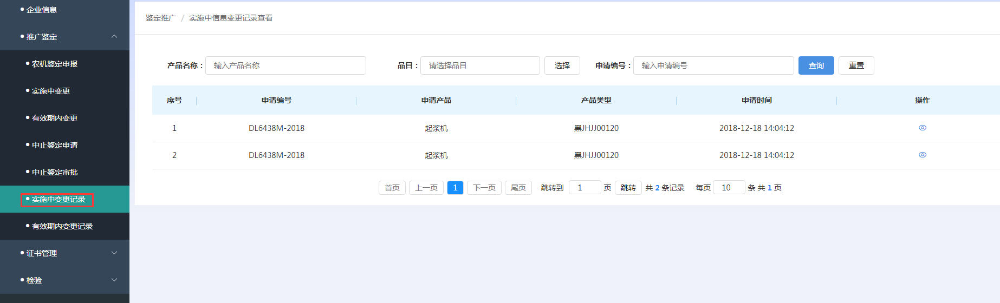 企业信息
推广鉴定
农机鉴定申报
实施中变更
有效期内变更
中止鉴定申请
中止鉴定审批
实施中变更记录
有效期内变更记录
证书管理
检验
鉴定推广 / 实施中信息变更记录查看
产品名称： 输入产品名称 品目： 请选择品目 选择 申请编号： 输入申请编号 查询 重置
序号 申请编号 申请产品 产品类型 申请时间 操作
1 DL6438M-2018 起浆机 黑JHJJ00120 2018-12-18 14:04:12
2 DL6438M-2018 起浆机 黑JHJJ00120 2018-12-18 14:04:12
首页 上一页 1 下一页 尾页 跳转到 1 页 跳转 共 2 条记录 每页 10 条 共 1 页